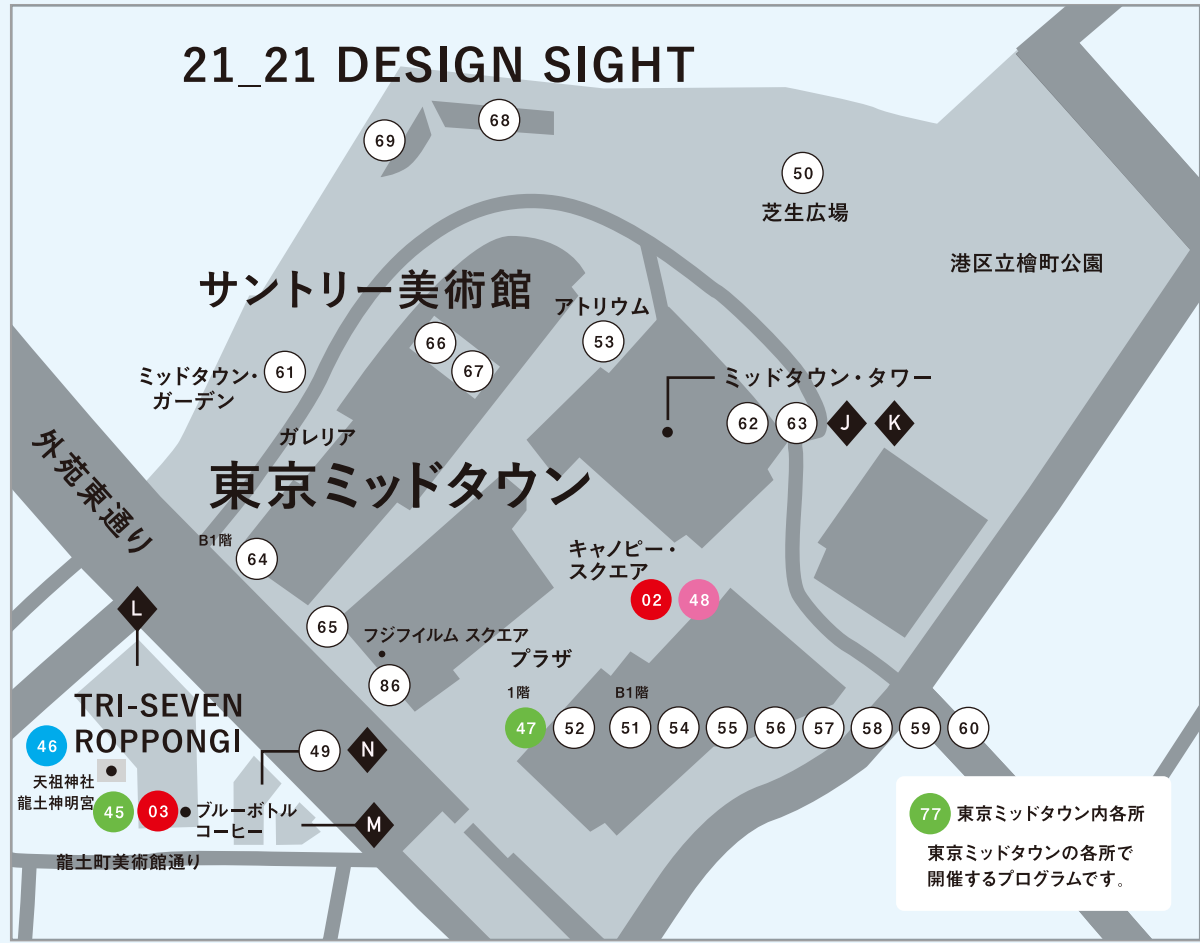 21_21 DESIGN SIGHT
69
68
50
芝生広場
港区立檜町公園
サントリー美術館
アトリウム
53
66
67
ミッドタウン・
ガーデン
61
ミッドタウン・タワー
62 63 J K
ガレリア
東京ミッドタウン
外苑東通り
B1階
64
キャノピー・
スクエア
02 48
L
65
フジフイルム スクエア
86
プラザ
1階
47 52
B1階
51 54 55 56 57 58 59 60
TRI-SEVEN
ROPPONGI
46
天祖神社
龍土神明宮
45 03
ブルーボトル
コーヒー
49 N
M
龍土町美術館通り
77 東京ミッドタウン内各所
東京ミッドタウンの各所で
開催するプログラムです。